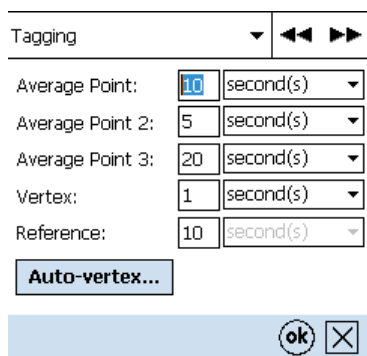 Tagging
Average Point: 10 second(s)
Average Point 2: 5 second(s)
Average Point 3: 20 second(s)
Vertex: 1 second(s)
Reference: 10 second(s)
Auto-vertex...
ok